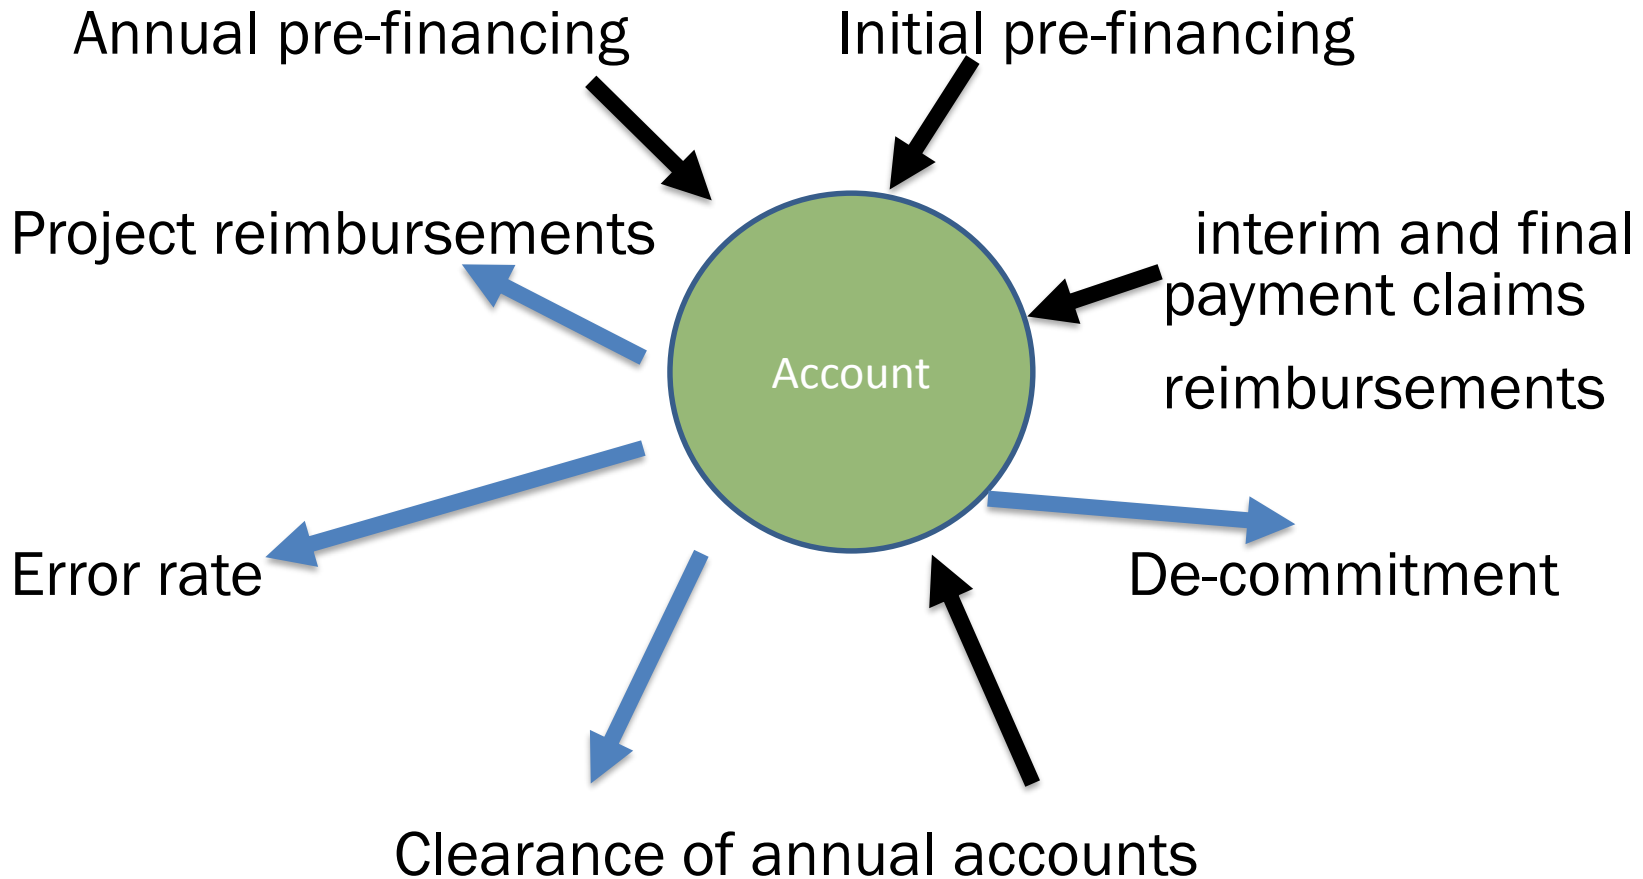 Annual pre-financing
Initial pre-financing
Project reimbursements
interim and final
payment claims
reimbursements
Account
Error rate
De-commitment
Clearance of annual accounts